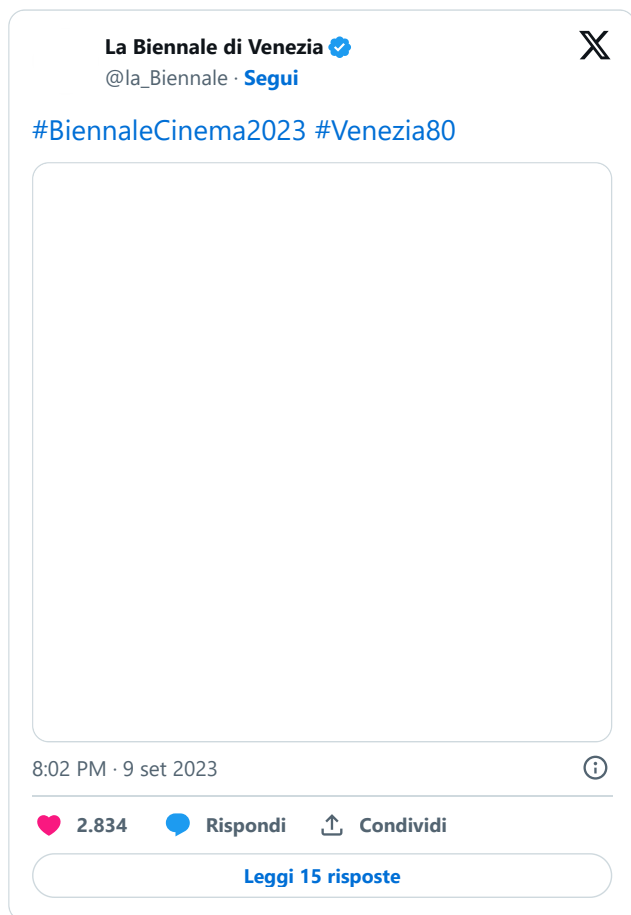 La Biennale di Venezia
@la_Biennale · Segui
#BiennaleCinema2023 #Venezia80
8:02 PM · 9 set 2023
2.834 Rispondi Condividi
Leggi 15 risposte